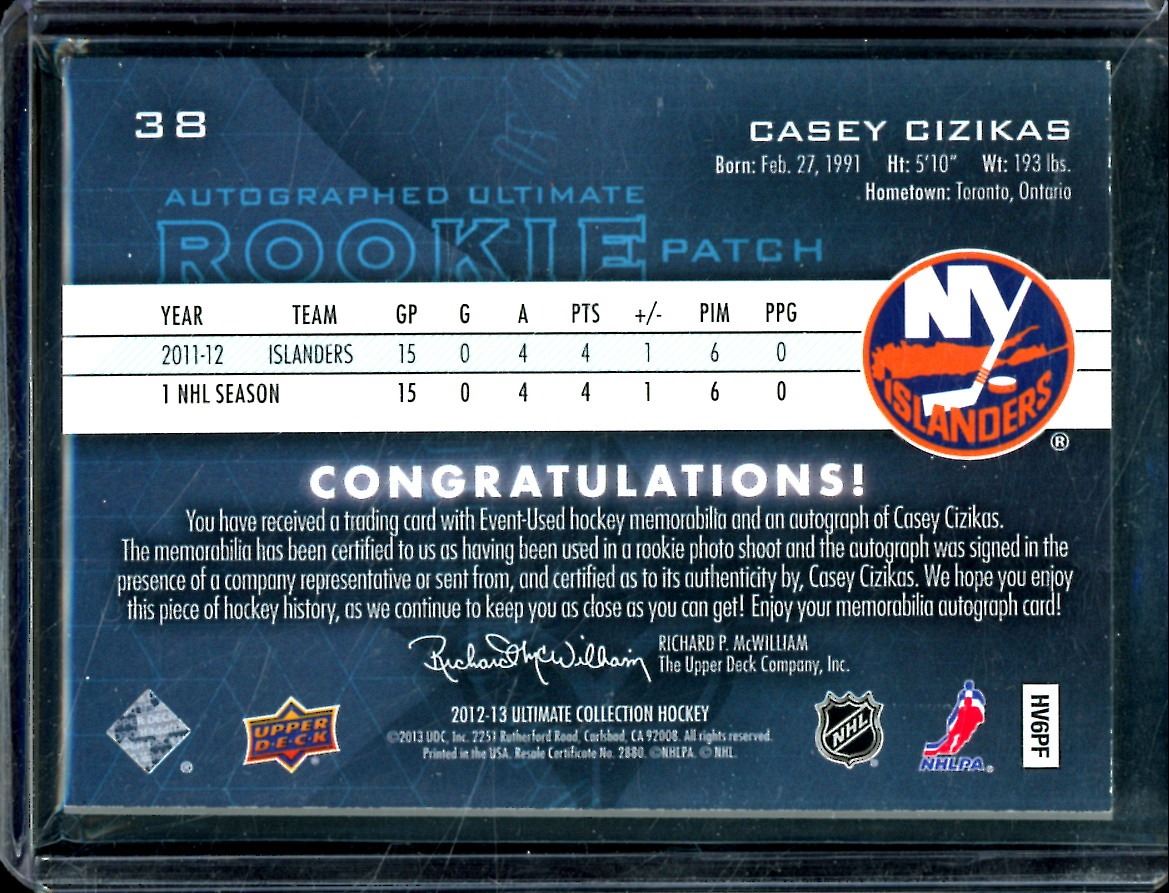 38
CASEY CIZIKAS
Born: Feb. 27, 1991 Ht: 5'10" Wt: 193 lbs.
Hometown: Toronto, Ontario
AUTOGRAPHED ULTIMATE
ROOKIE PATCH
YEAR TEAM GP G A PTS +/- PIM PPG
2011-12 ISLANDERS 15 0 4 4 1 6 0
1 NHL SEASON 15 0 4 4 1 6 0
NY
ISLANDERS
®
CONGRATULATIONS!
You have received a trading card with Event-Used hockey memorabilia and an autograph of Casey Cizikas.
The memorabilia has been certified to us as having been used in a rookie photo shoot and the autograph was signed in the
presence of a company representative or sent from, and certified as to its authenticity by, Casey Cizikas. We hope you enjoy
this piece of hockey history, as we continue to keep you as close as you can get! Enjoy your memorabilia autograph card!
Richard McWilliam
RICHARD P. McWILLIAM
The Upper Deck Company, Inc.
UPPER
DECK
2012-13 ULTIMATE COLLECTION HOCKEY
©2013 UDC, Inc. 2251 Rutherford Road, Carlsbad, CA 92008. All rights reserved.
Printed in the USA. Resale Certificate No. 2880. ©NHLPA. © NHL.
NHL
NHLPA
HV6PF